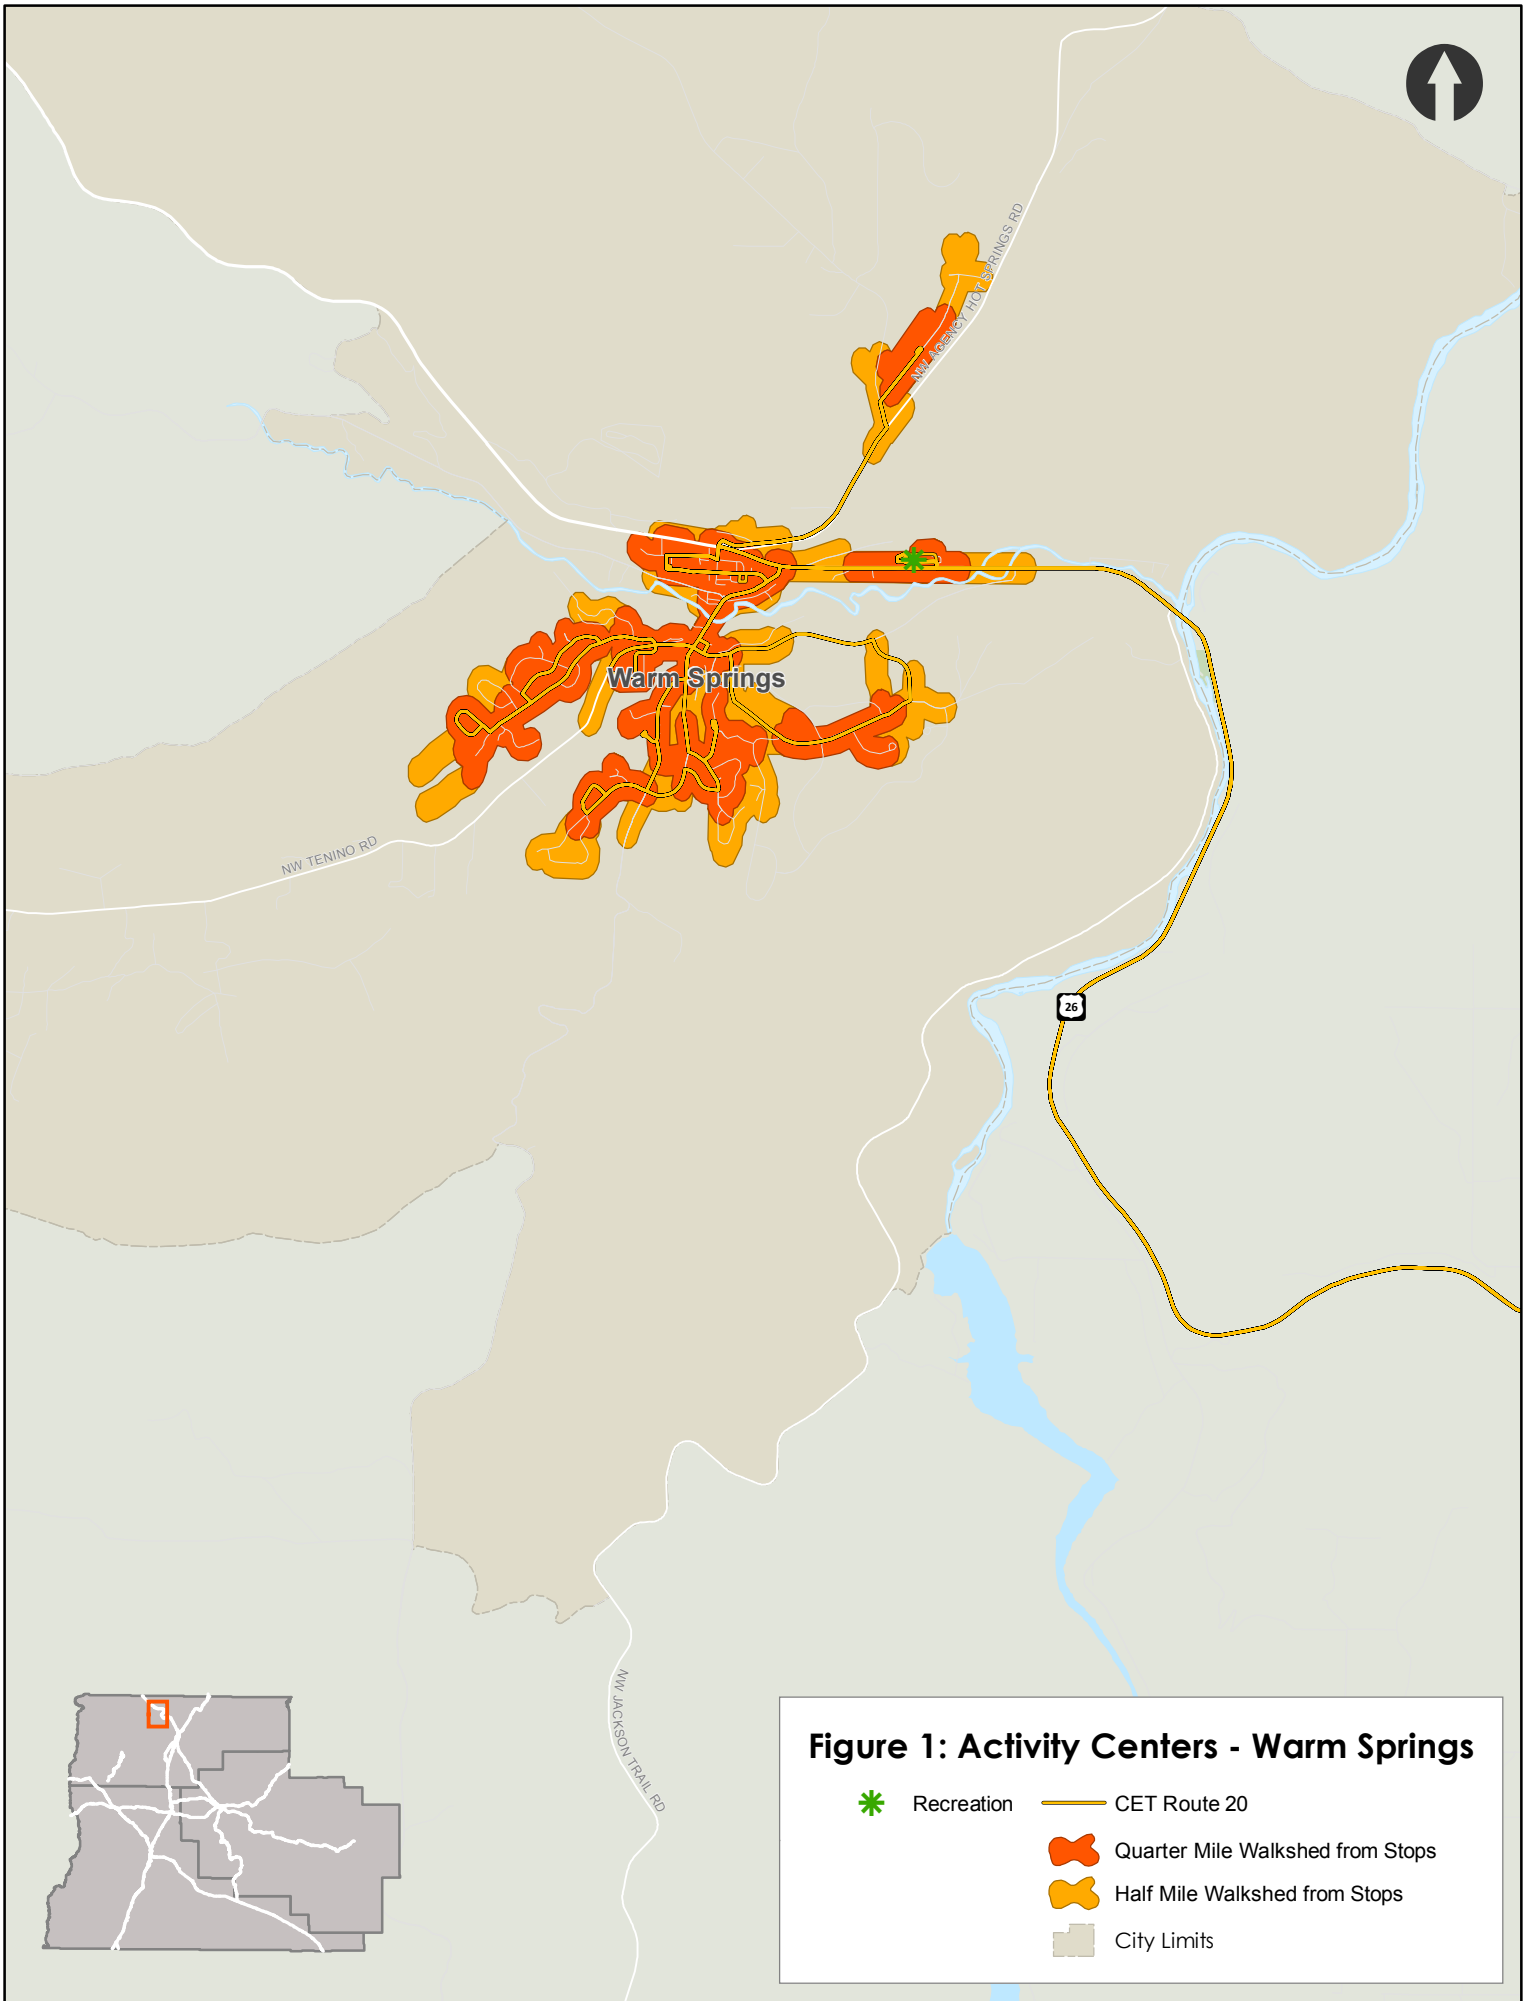 NW AGENCY HOT SPRINGS RD
Warm Springs
NW TENINO RD
26
NW JACKSON TRAIL RD
Figure 1: Activity Centers - Warm Springs
Recreation
CET Route 20
Quarter Mile Walkshed from Stops
Half Mile Walkshed from Stops
City Limits